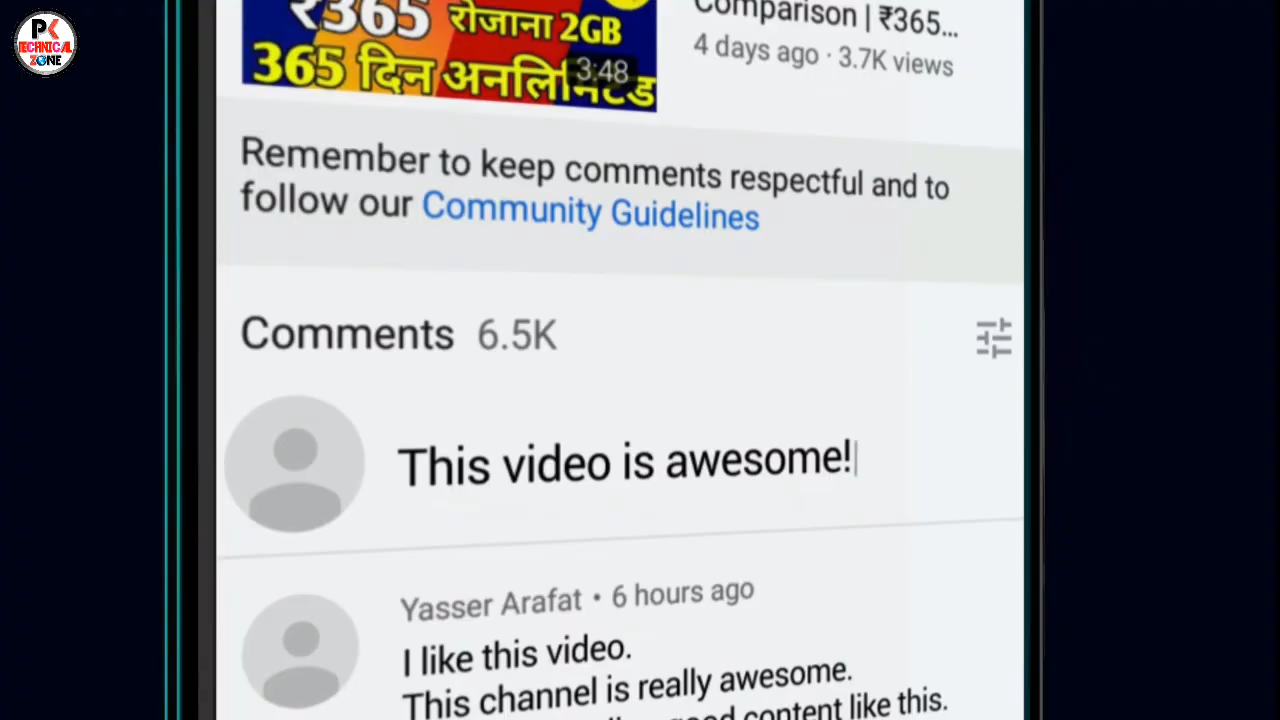 PK
TECHNICAL
ZONE
₹365 रोजाना 2GB
365 दिन अनलिमिटेड
3:48
Comparison | ₹365...
4 days ago · 3.7K views
Remember to keep comments respectful and to
follow our Community Guidelines
Comments 6.5K
This video is awesome!
Yasser Arafat • 6 hours ago
I like this video.
This channel is really awesome.
good content like this.